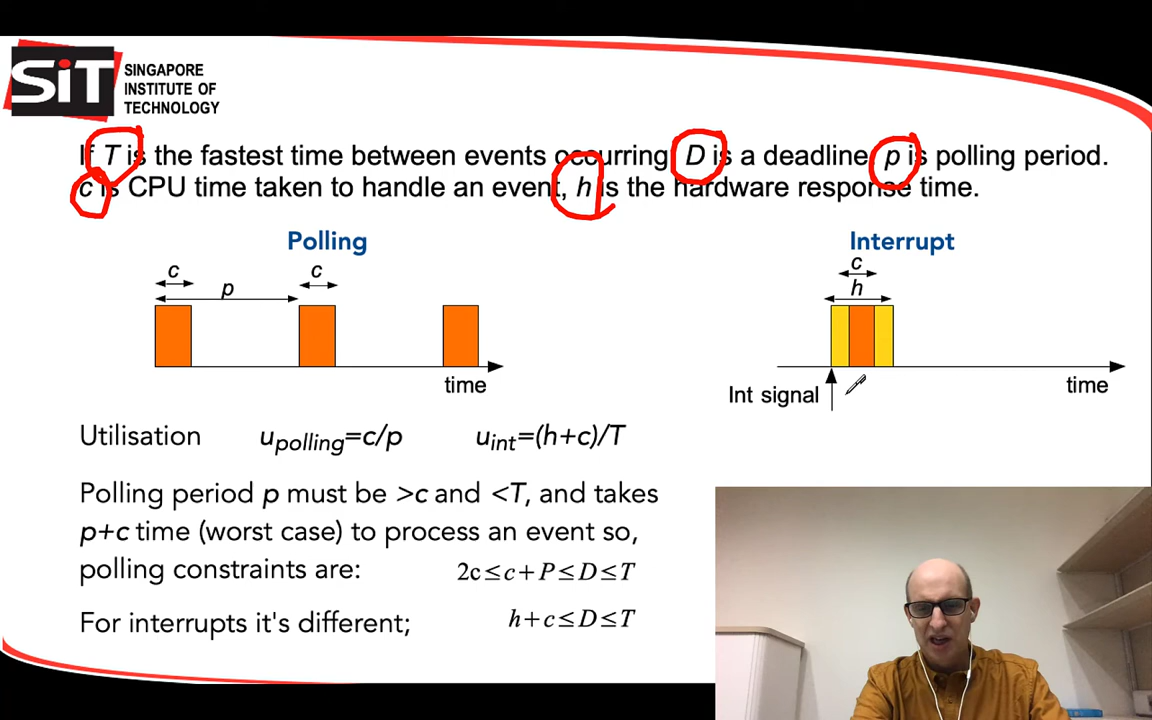 SiT
SINGAPORE
INSTITUTE OF
TECHNOLOGY
If T is the fastest time between events occurring D is a deadline, p is polling period.
c is CPU time taken to handle an event, h is the hardware response time.
Polling
c
c
p
time
Interrupt
c
h
Int signal
time
Utilisation u_polling=c/p u_int=(h+c)/T
Polling period p must be >c and <T, and takes
p+c time (worst case) to process an event so,
polling constraints are: 2c≤c+P≤D≤T
For interrupts it's different; h+c≤D≤T